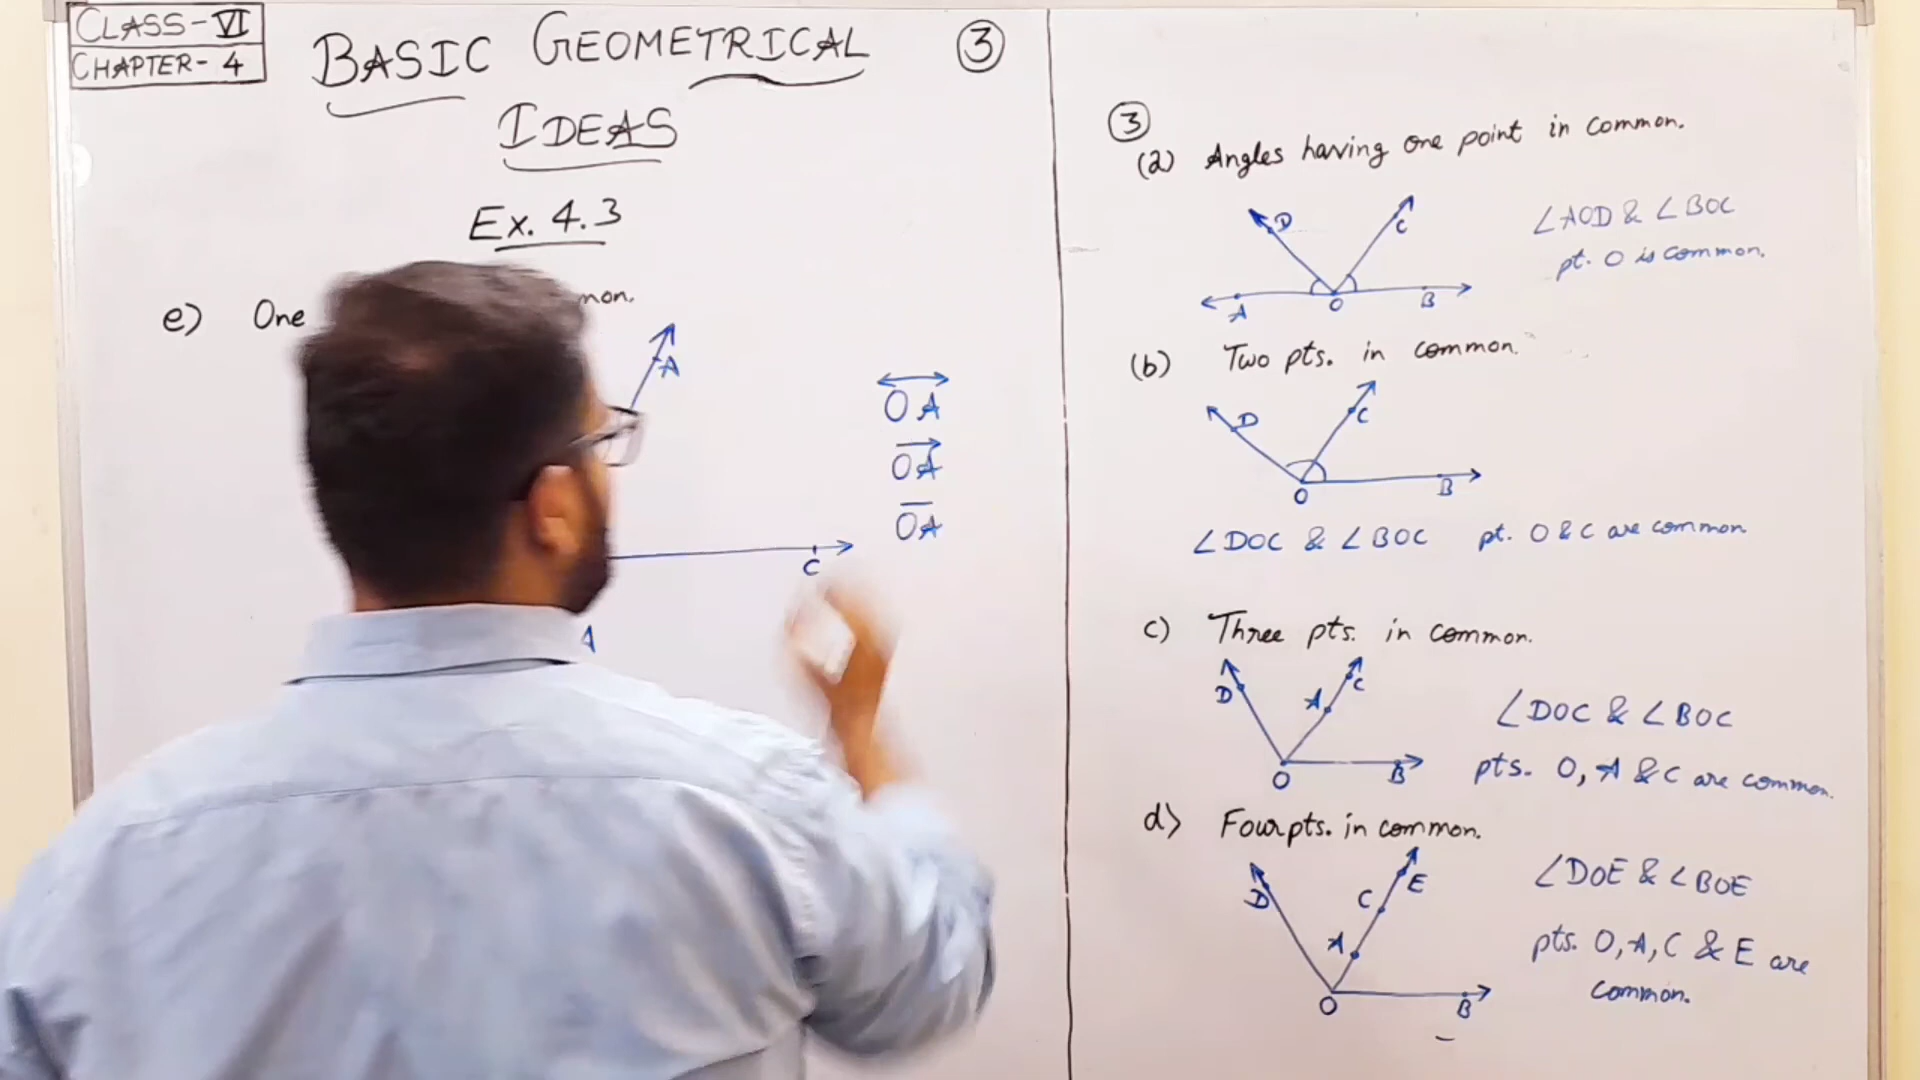 CLASS-VI
CHAPTER-4
BASIC GEOMETRICAL
IDEAS
③
Ex. 4.3
e) One
A
C
OA
OA
OA
A
③
(a) Angles having one point in common.
D
C
A
O
B
∠AOD & ∠BOC
pt. O is common.
(b) Two pts. in common.
D
C
O
B
∠DOC & ∠BOC pt. O & C are common
c) Three pts. in common.
D
A
C
O
B
∠DOC & ∠BOC
pts. O, A & C are common.
d) Four pts. in common.
D
C
E
A
O
B
∠DOE & ∠BOE
pts. O, A, C & E are
common.